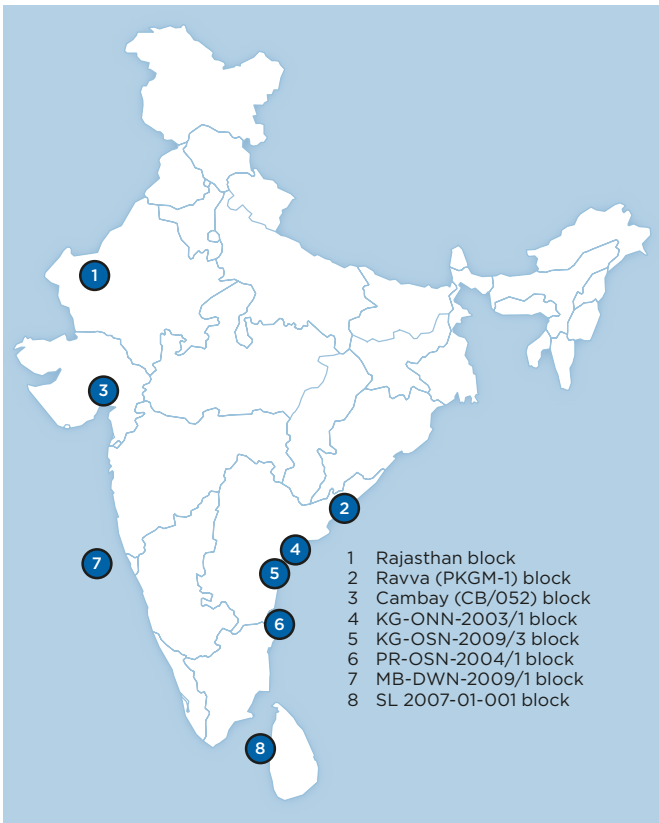 1
3
2
4
7
5
6
8
1 Rajasthan block
2 Ravva (PKGM-1) block
3 Cambay (CB/052) block
4 KG-ONN-2003/1 block
5 KG-OSN-2009/3 block
6 PR-OSN-2004/1 block
7 MB-DWN-2009/1 block
8 SL 2007-01-001 block